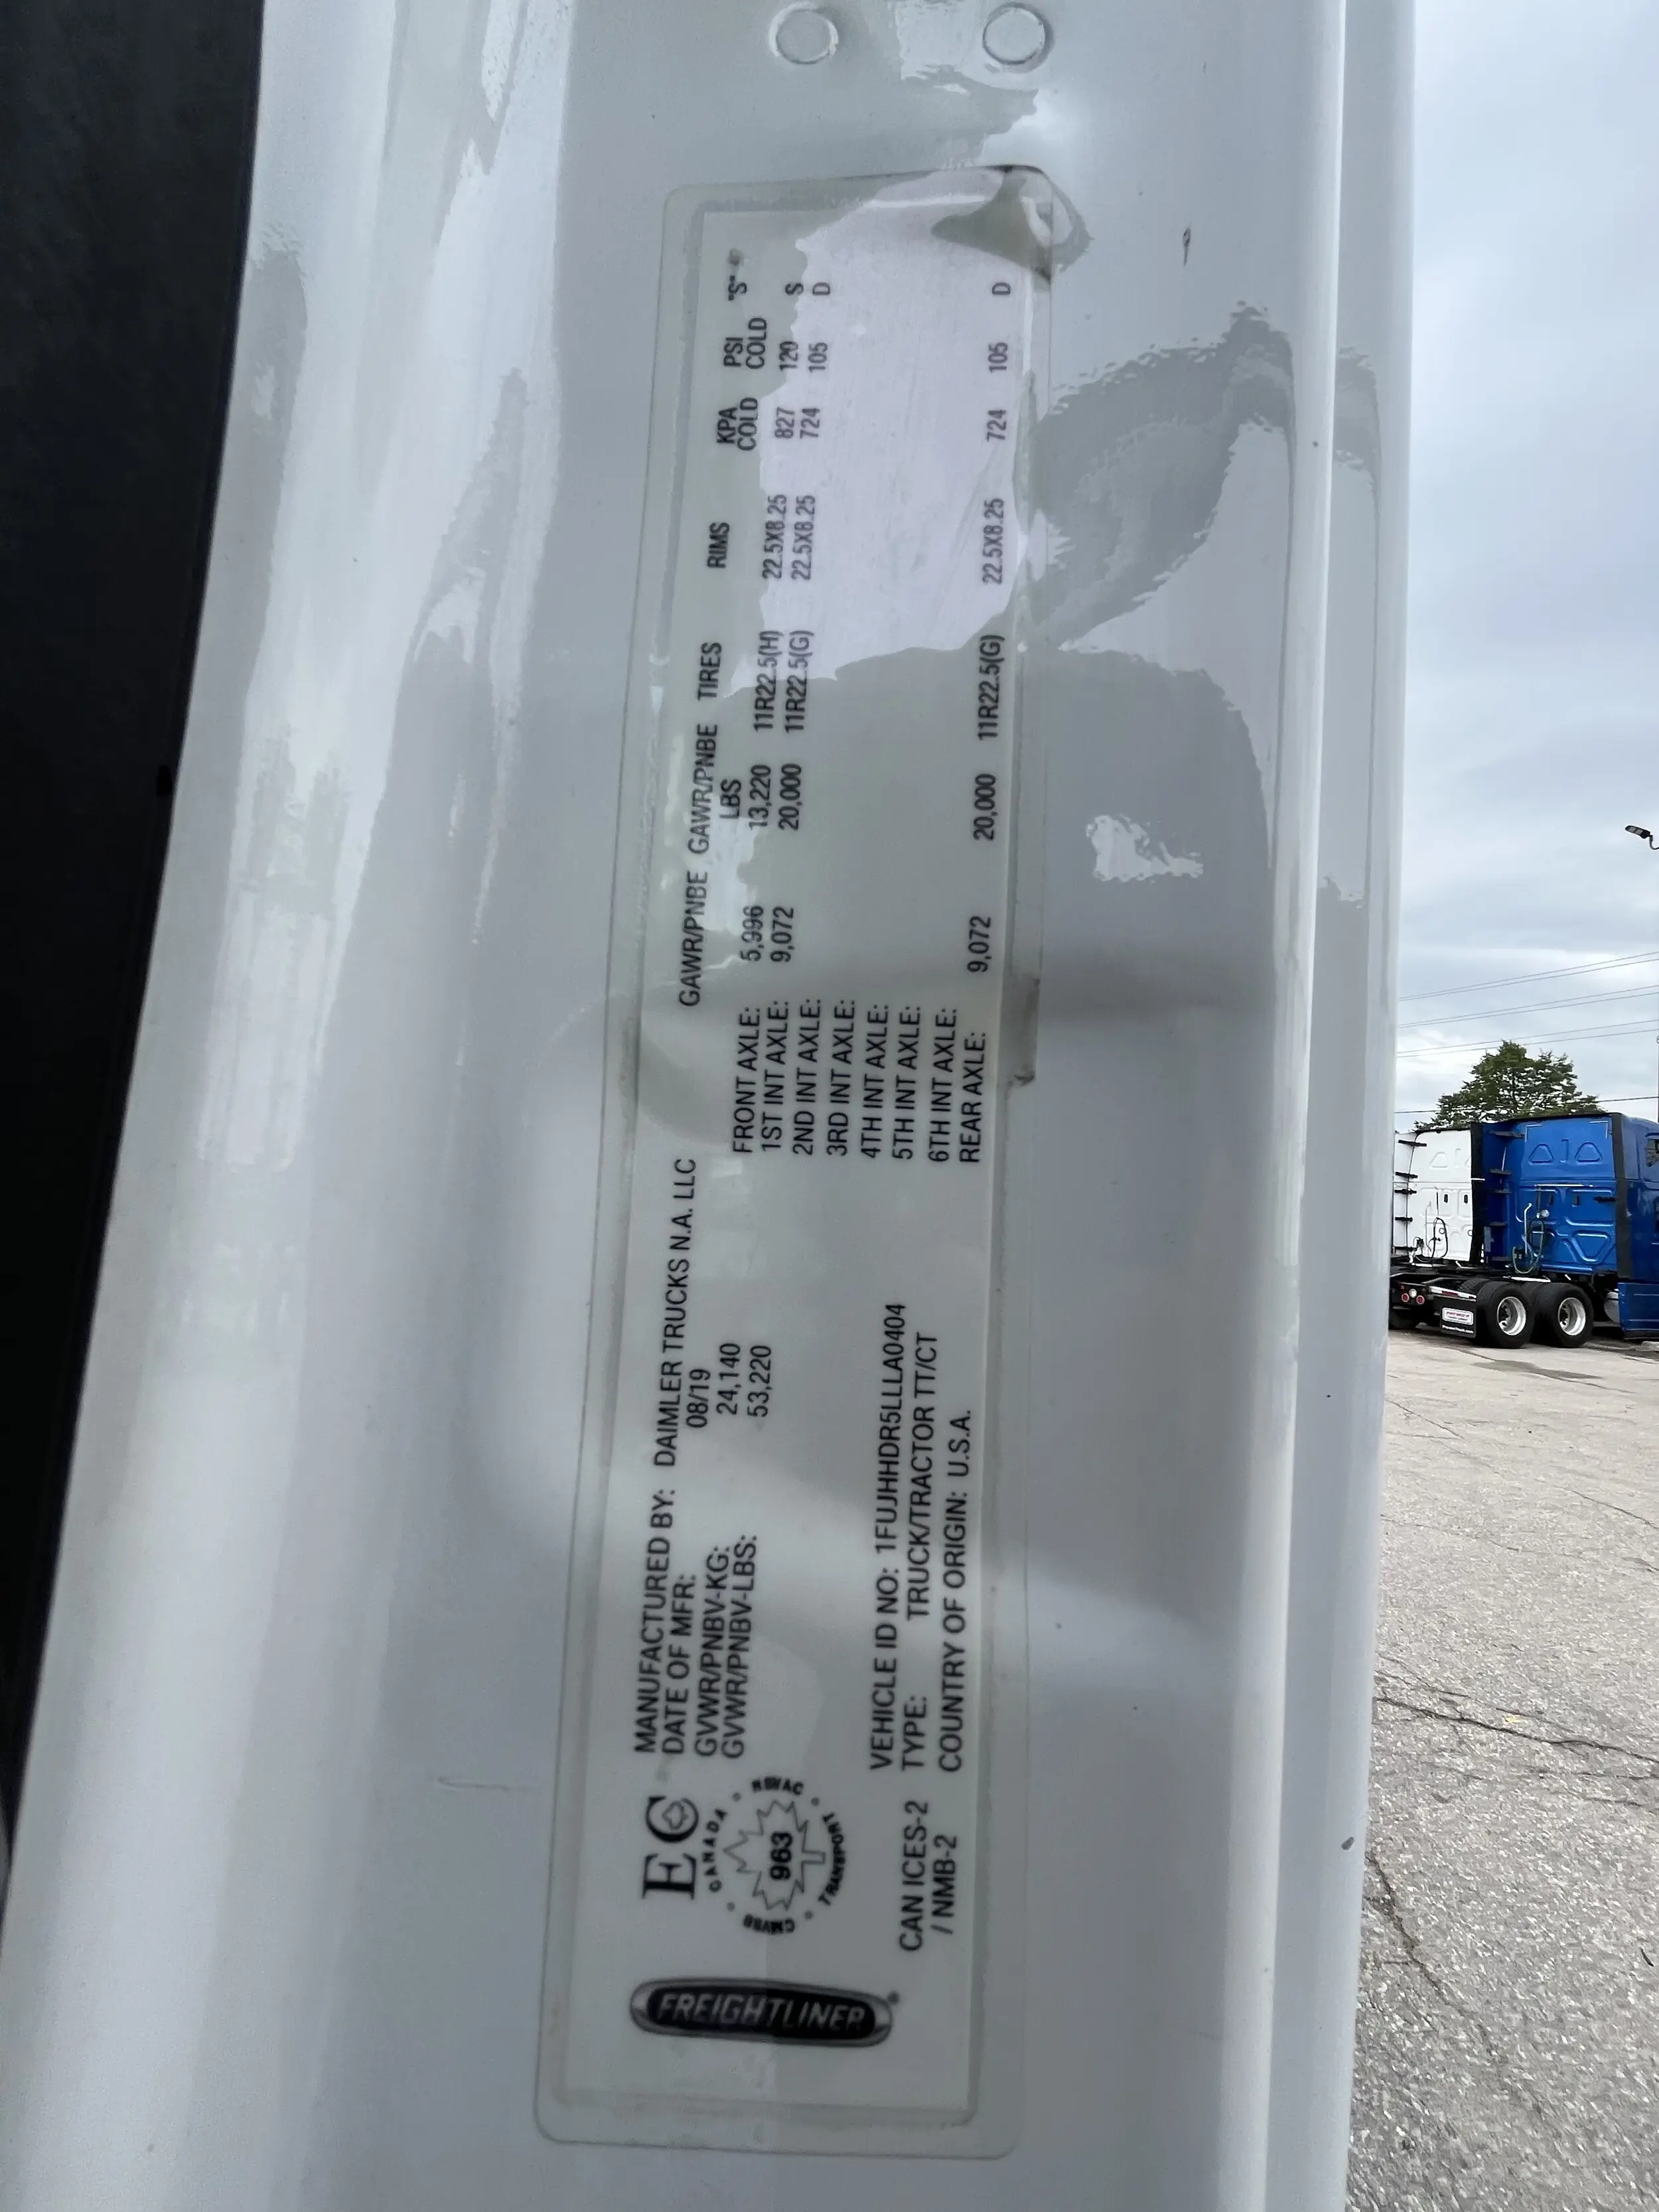 FREIGHTLINER
EC
CANADA
NSVAC
TRANSPORT
CMVSS
963
CAN ICES-2
/ NMB-2
MANUFACTURED BY: DAIMLER TRUCKS N.A. LLC
DATE OF MFR: 08/19
GVWR/PNBV-KG: 24,140
GVWR/PNBV-LBS: 53,220
VEHICLE ID NO: 1FUJHHDR5LLLA0404
TYPE: TRUCK/TRACTOR TT/CT
COUNTRY OF ORIGIN: U.S.A.
GAWR/PNBE GAWR/PNBE TIRES RIMS KPA PSI "S"
LBS COLD COLD
FRONT AXLE: 5,996 13,220 11R22.5(H) 22.5X8.25 827 120 S
1ST INT AXLE: 9,072 20,000 11R22.5(G) 22.5X8.25 724 105 D
2ND INT AXLE:
3RD INT AXLE:
4TH INT AXLE:
5TH INT AXLE:
6TH INT AXLE:
REAR AXLE: 9,072 20,000 11R22.5(G) 22.5X8.25 724 105 D